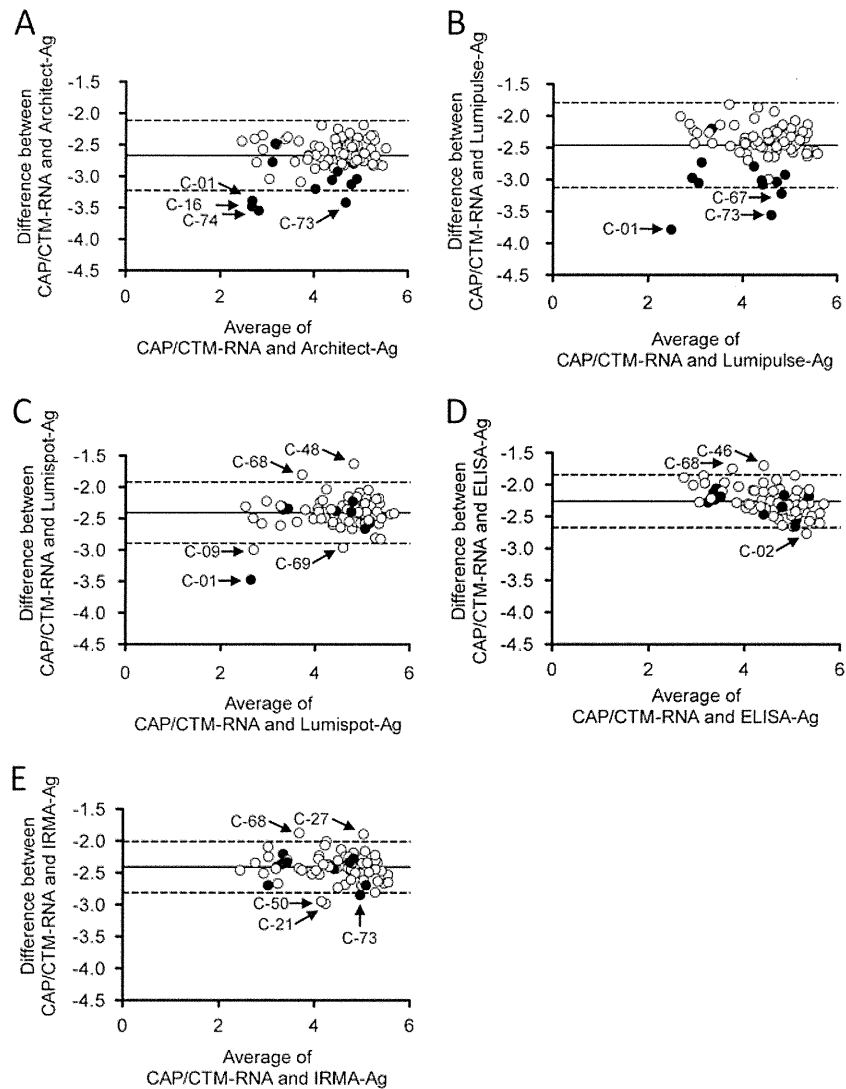 A
Difference between
CAP/CTM-RNA and Architect-Ag
-1.5
-2.0
-2.5
-3.0
-3.5
-4.0
-4.5
C-01
C-16
C-74
C-73
0 2 4 6
Average of
CAP/CTM-RNA and Architect-Ag
B
Difference between
CAP/CTM-RNA and Lumipulse-Ag
-1.5
-2.0
-2.5
-3.0
-3.5
-4.0
-4.5
C-67
C-73
C-01
0 2 4 6
Average of
CAP/CTM-RNA and Lumipulse-Ag
C
Difference between
CAP/CTM-RNA and Lumispot-Ag
-1.5
-2.0
-2.5
-3.0
-3.5
-4.0
-4.5
C-48
C-68
C-09
C-69
C-01
0 2 4 6
Average of
CAP/CTM-RNA and Lumispot-Ag
D
Difference between
CAP/CTM-RNA and ELISA-Ag
-1.5
-2.0
-2.5
-3.0
-3.5
-4.0
-4.5
C-46
C-68
C-02
0 2 4 6
Average of
CAP/CTM-RNA and ELISA-Ag
E
Difference between
CAP/CTM-RNA and IRMA-Ag
-1.5
-2.0
-2.5
-3.0
-3.5
-4.0
-4.5
C-68
C-27
C-50
C-21
C-73
0 2 4 6
Average of
CAP/CTM-RNA and IRMA-Ag